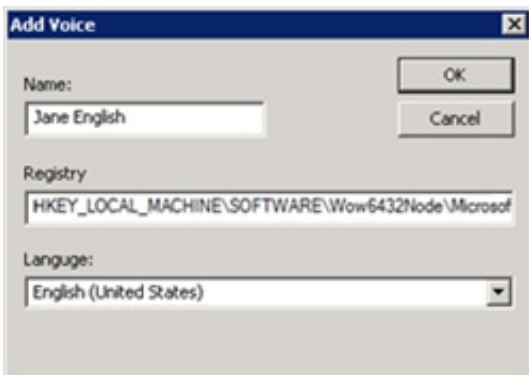 Add Voice
Name:
OK
Jane English
Cancel
Registry
HKEY_LOCAL_MACHINE\SOFTWARE\Wow6432Node\Microsof
Languge:
English (United States)